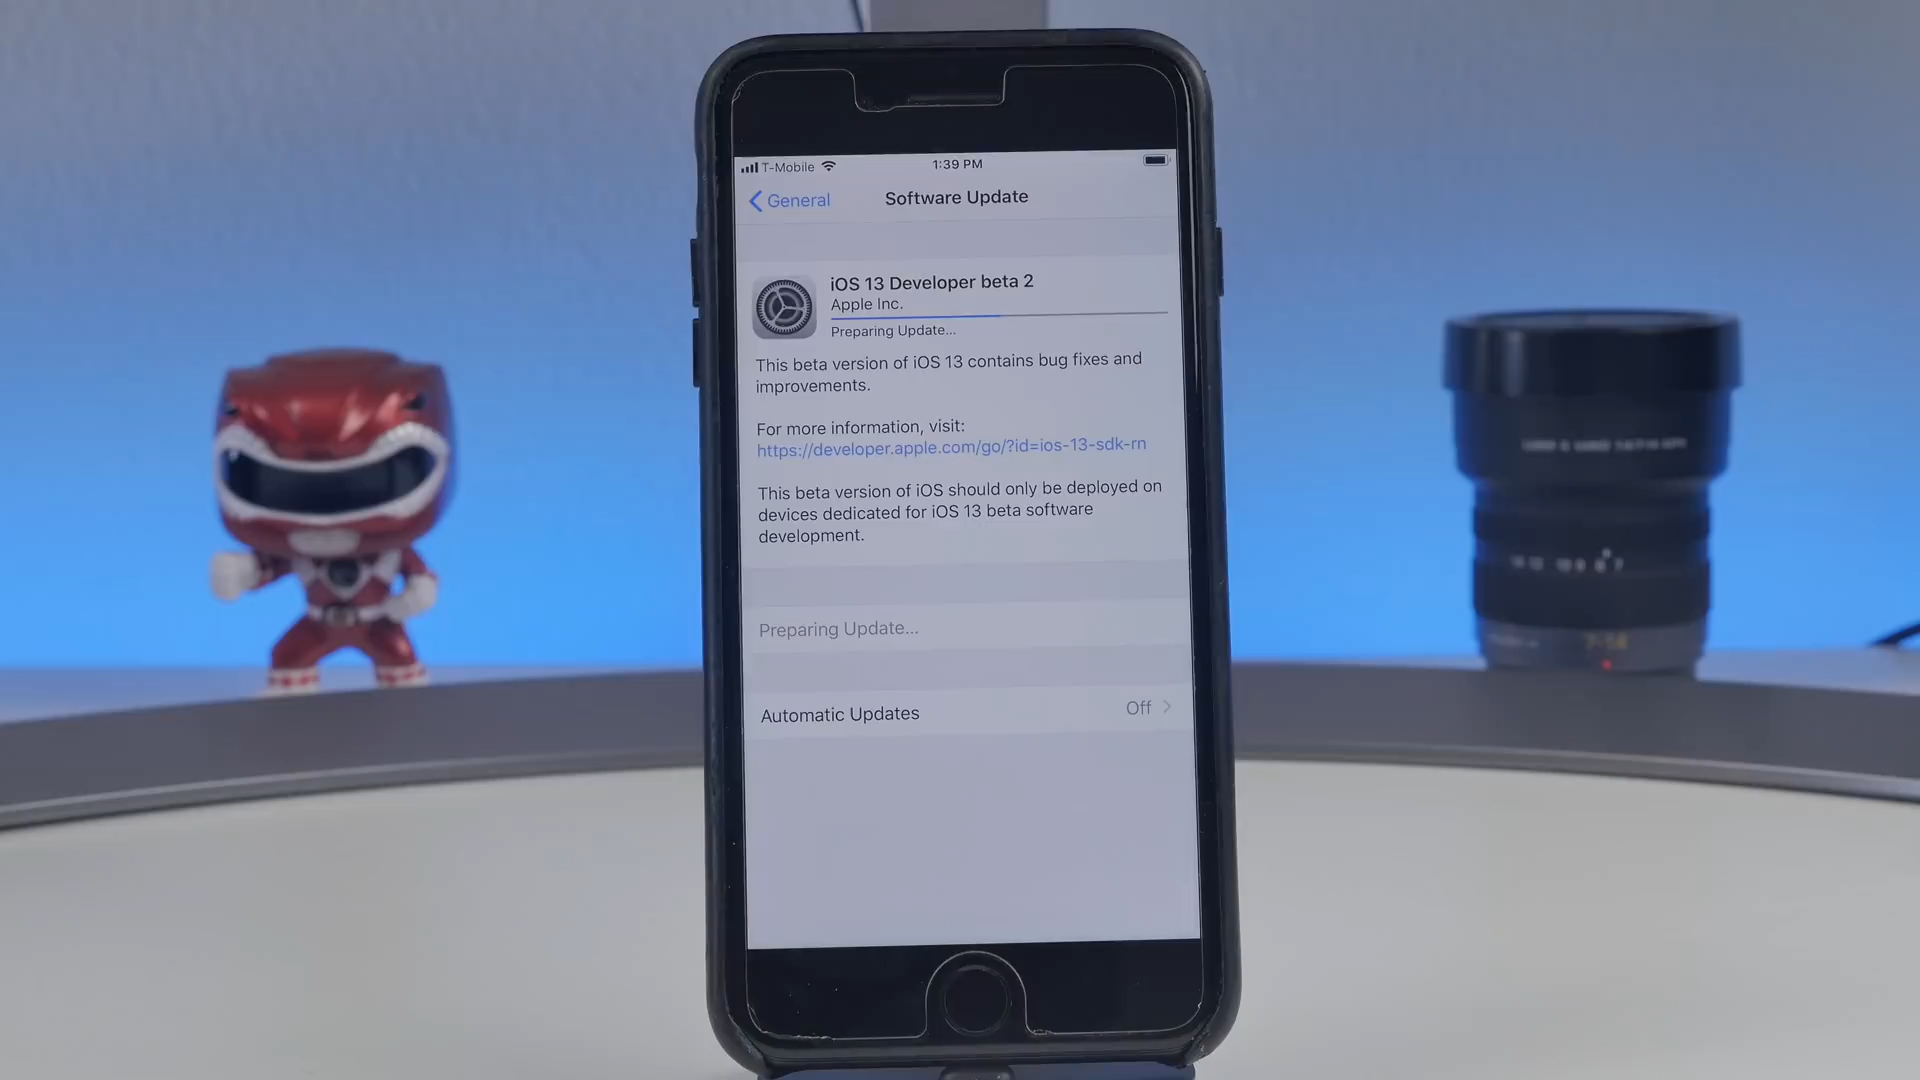 T-Mobile 1:39 PM
General Software Update
iOS 13 Developer beta 2
Apple Inc.
Preparing Update...
This beta version of iOS 13 contains bug fixes and
improvements.
For more information, visit:
https://developer.apple.com/go/?id=ios-13-sdk-rn
This beta version of iOS should only be deployed on
devices dedicated for iOS 13 beta software
development.
Preparing Update...
Automatic Updates Off
7-14